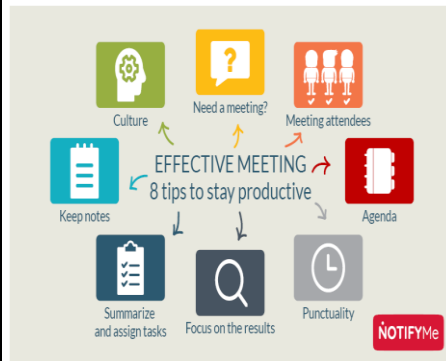 ?
Culture
Need a meeting?
Meeting attendees
EFFECTIVE MEETING
8 tips to stay productive
Keep notes
Agenda
Summarize
and assign tasks
Focus on the results
Punctuality
NOTIFYMe